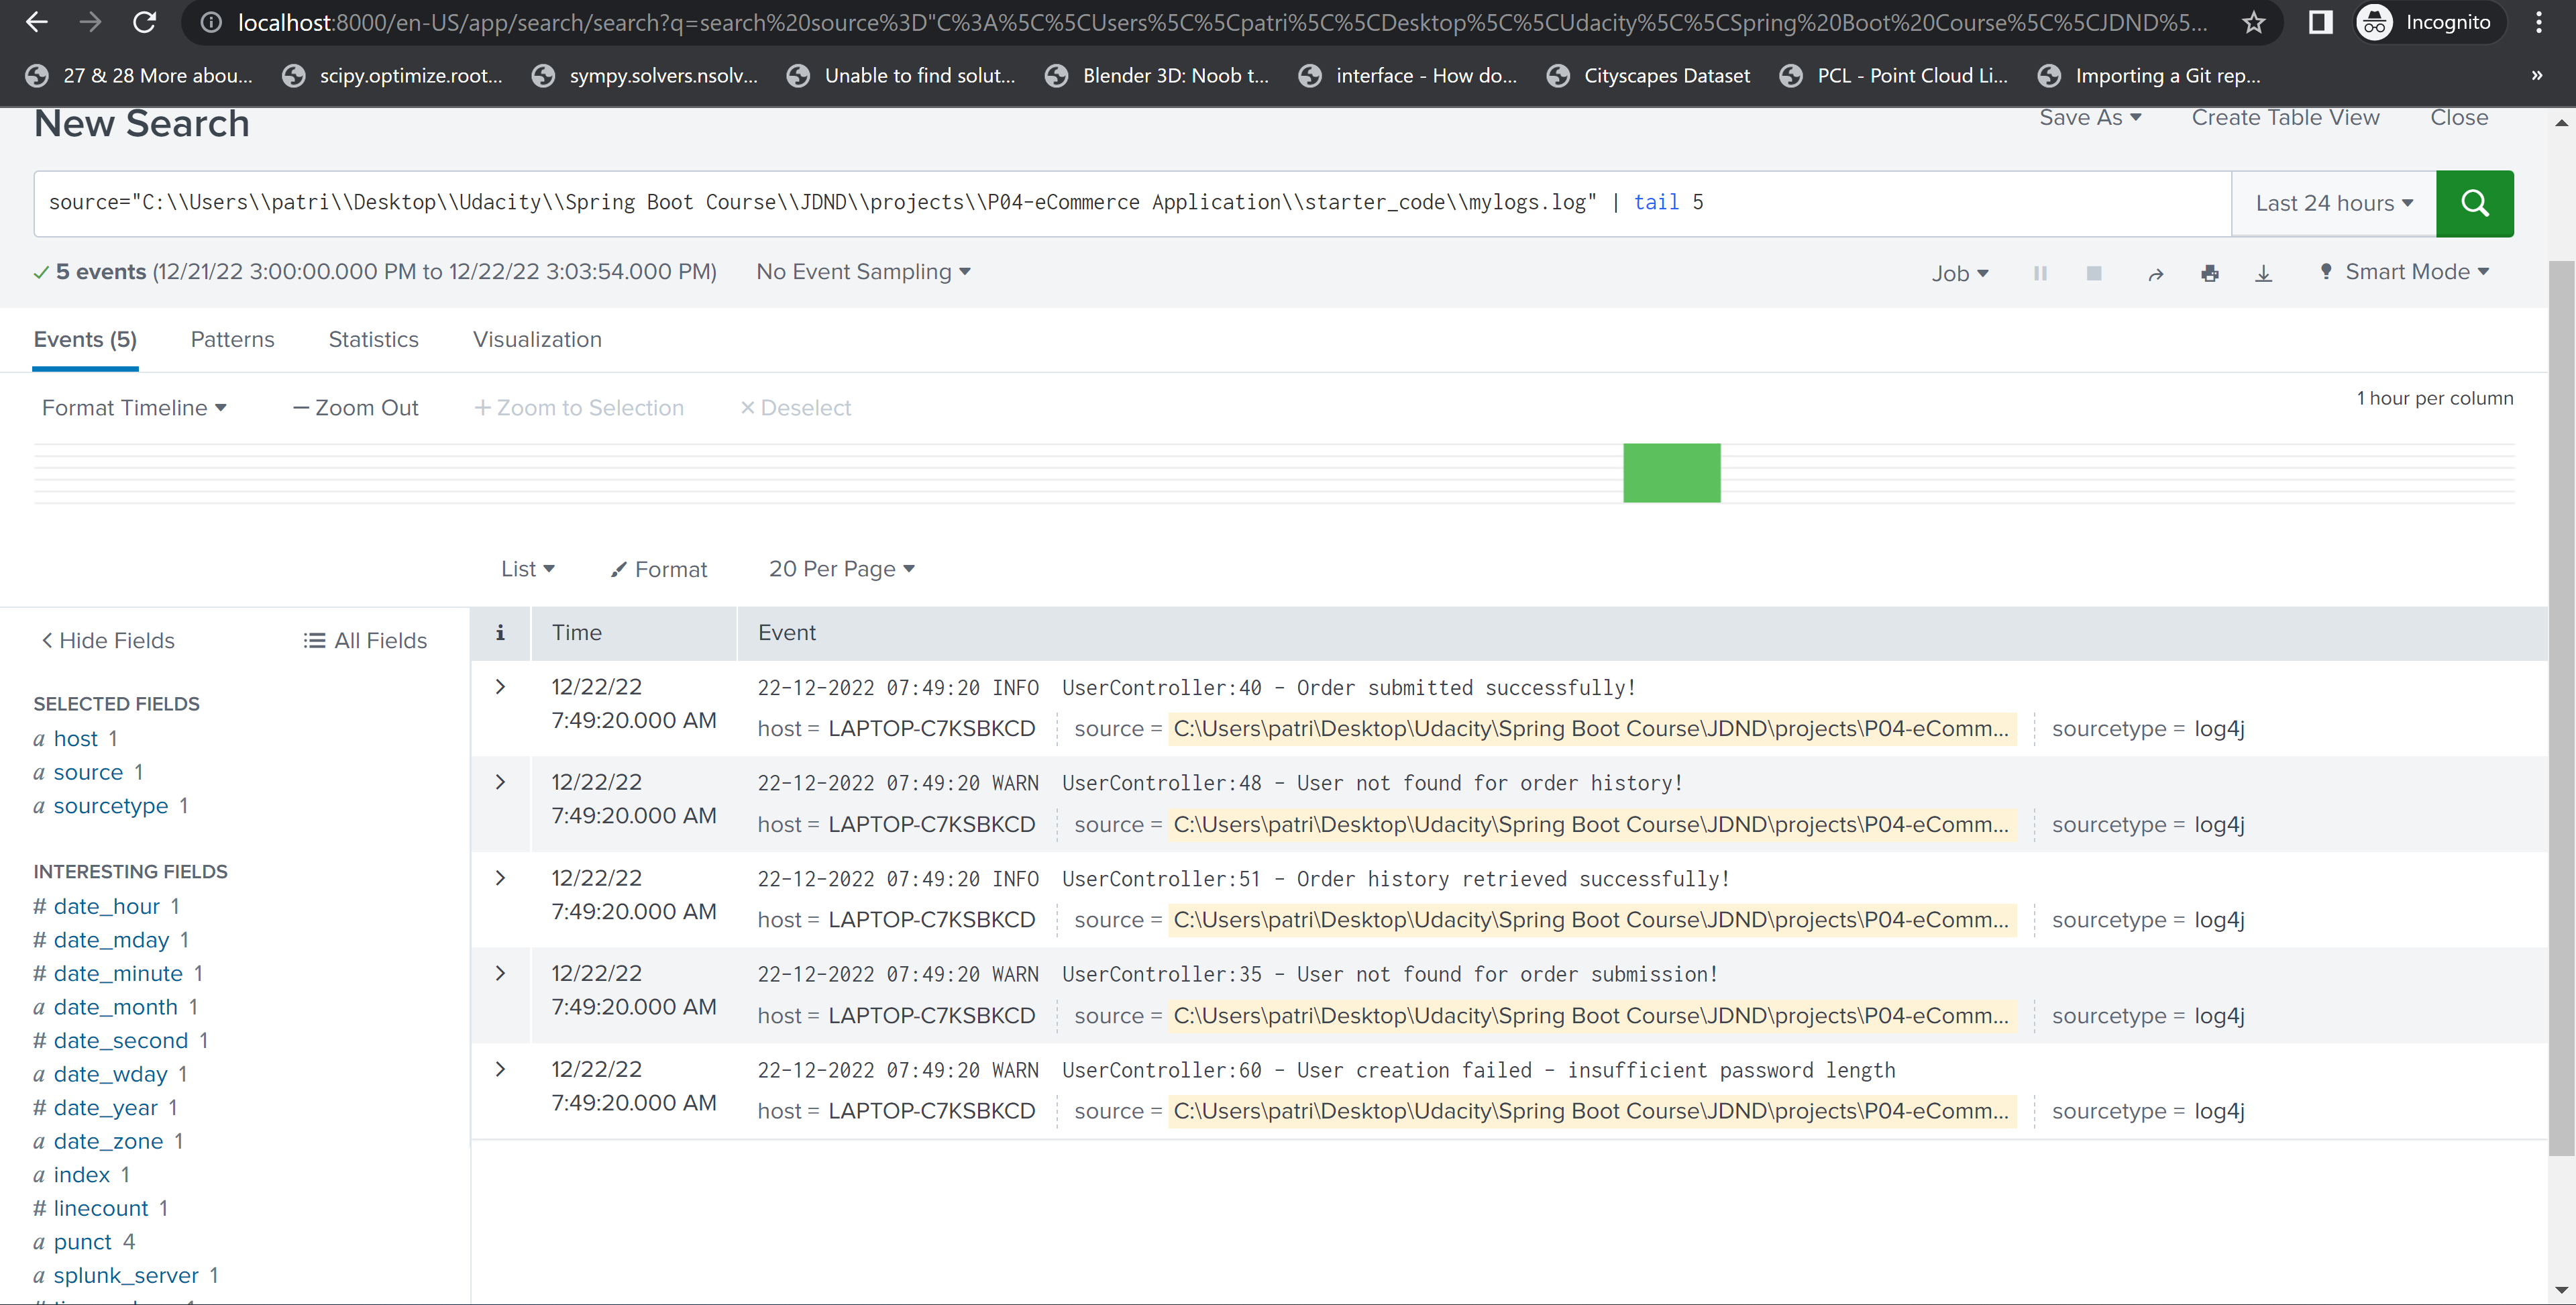 localhost:8000/en-US/app/search/search?q=search%20source%3D"C%3A%5C%5CUsers%5C%5Cpatri%5C%5CDesktop%5C%5CUdacity%5C%5CSpring%20Boot%20Course%5C%5CJDND%5... Incognito
27 & 28 More abou... scipy.optimize.root... sympy.solvers.nsolv... Unable to find solut... Blender 3D: Noob t... interface - How do... Cityscapes Dataset PCL - Point Cloud Li... Importing a Git rep... »
New Search Save As Create Table View Close
source="C:\\Users\\patri\\Desktop\\Udacity\\Spring Boot Course\\JDND\\projects\\P04-eCommerce Application\\starter_code\\mylogs.log" | tail 5 Last 24 hours
5 events (12/21/22 3:00:00.000 PM to 12/22/22 3:03:54.000 PM) No Event Sampling Job Smart Mode
Events (5) Patterns Statistics Visualization
Format Timeline — Zoom Out + Zoom to Selection × Deselect 1 hour per column
List Format 20 Per Page
< Hide Fields All Fields
SELECTED FIELDS
a host 1
a source 1
a sourcetype 1
INTERESTING FIELDS
# date_hour 1
# date_mday 1
# date_minute 1
a date_month 1
# date_second 1
a date_wday 1
# date_year 1
a date_zone 1
a index 1
# linecount 1
a punct 4
a splunk_server 1
i Time Event
12/22/22 22-12-2022 07:49:20 INFO UserController:40 - Order submitted successfully!
7:49:20.000 AM host = LAPTOP-C7KSBKCD source = C:\Users\patri\Desktop\Udacity\Spring Boot Course\JDND\projects\P04-eComm... sourcetype = log4j
12/22/22 22-12-2022 07:49:20 WARN UserController:48 - User not found for order history!
7:49:20.000 AM host = LAPTOP-C7KSBKCD source = C:\Users\patri\Desktop\Udacity\Spring Boot Course\JDND\projects\P04-eComm... sourcetype = log4j
12/22/22 22-12-2022 07:49:20 INFO UserController:51 - Order history retrieved successfully!
7:49:20.000 AM host = LAPTOP-C7KSBKCD source = C:\Users\patri\Desktop\Udacity\Spring Boot Course\JDND\projects\P04-eComm... sourcetype = log4j
12/22/22 22-12-2022 07:49:20 WARN UserController:35 - User not found for order submission!
7:49:20.000 AM host = LAPTOP-C7KSBKCD source = C:\Users\patri\Desktop\Udacity\Spring Boot Course\JDND\projects\P04-eComm... sourcetype = log4j
12/22/22 22-12-2022 07:49:20 WARN UserController:60 - User creation failed - insufficient password length
7:49:20.000 AM host = LAPTOP-C7KSBKCD source = C:\Users\patri\Desktop\Udacity\Spring Boot Course\JDND\projects\P04-eComm... sourcetype = log4j